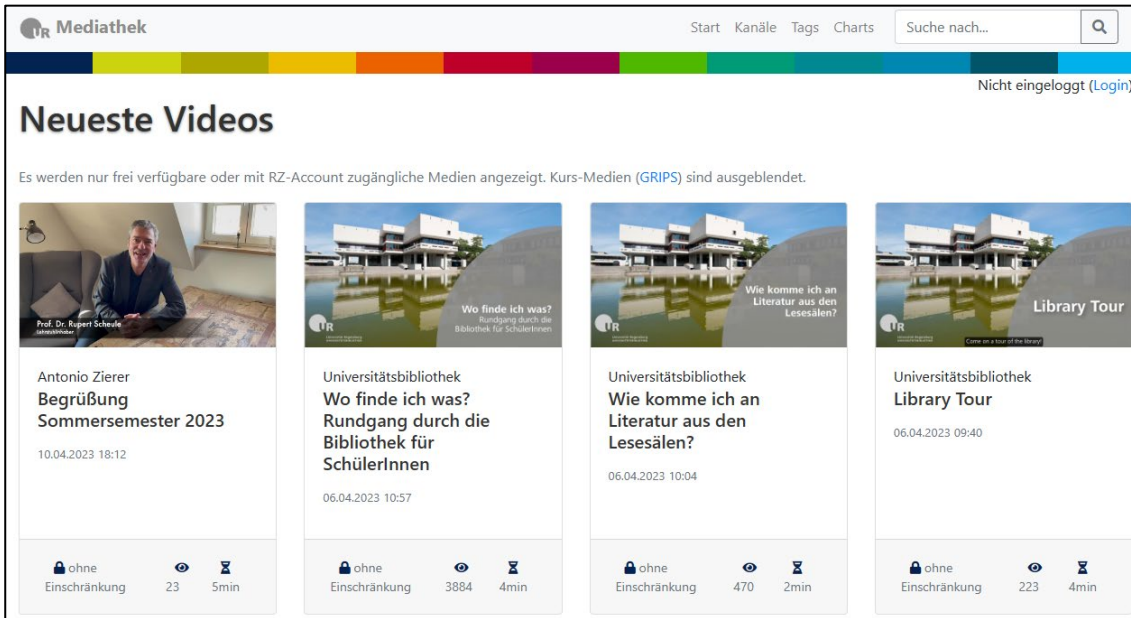 UR Mediathek
Start Kanäle Tags Charts
Suche nach...
Nicht eingeloggt (Login)
Neueste Videos
Es werden nur frei verfügbare oder mit RZ-Account zugängliche Medien angezeigt. Kurs-Medien (GRIPS) sind ausgeblendet.
Prof. Dr. Rupert Scheule
Lehrstuhlinhaber
Antonio Zierer
Begrüßung
Sommersemester 2023
10.04.2023 18:12
ohne
Einschränkung
23
5min
Wo finde ich was?
Rundgang durch die
Bibliothek für SchülerInnen
UR
Universitätsbibliothek
Wo finde ich was?
Rundgang durch die
Bibliothek für
SchülerInnen
06.04.2023 10:57
ohne
Einschränkung
3884
4min
Wie komme ich an
Literatur aus den
Lesesälen?
UR
Universitätsbibliothek
Wie komme ich an
Literatur aus den
Lesesälen?
06.04.2023 10:04
ohne
Einschränkung
470
2min
Library Tour
UR
Come on a tour of the library!
Universitätsbibliothek
Library Tour
06.04.2023 09:40
ohne
Einschränkung
223
4min